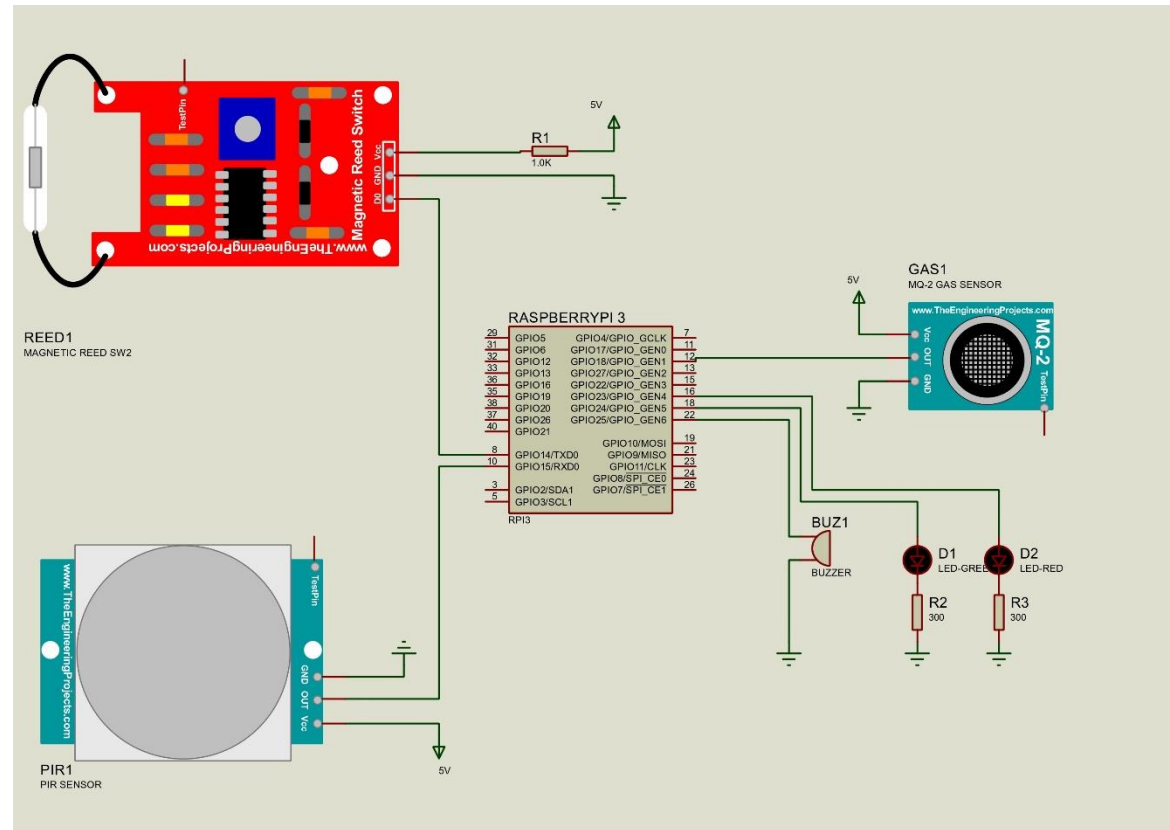 TestPin
Magnetic Reed Switch
Vcc
GND
D0
www.TheEngineeringProjects.com
REED1
MAGNETIC REED SW2
5V
R1
1.0K
RASPBERRYPI 3
29 GPIO5 GPIO4/GPIO_GCLK 7
31 GPIO6 GPIO17/GPIO_GEN0 11
32 GPIO12 GPIO18/GPIO_GEN1 12
33 GPIO13 GPIO27/GPIO_GEN2 13
36 GPIO16 GPIO22/GPIO_GEN3 15
35 GPIO19 GPIO23/GPIO_GEN4 16
38 GPIO20 GPIO24/GPIO_GEN5 18
37 GPIO26 GPIO25/GPIO_GEN6 22
40 GPIO21
GPIO10/MOSI 19
8 GPIO14/TXD0 GPIO9/MISO 21
10 GPIO15/RXD0 GPIO11/CLK 23
GPIO8/SPI_CE0 24
3 GPIO2/SDA1 GPIO7/SPI_CE1 26
5 GPIO3/SCL1
RPI3
GAS1
MQ-2 GAS SENSOR
5V
www.TheEngineeringProjects.com
Vcc
OUT
GND
MQ-2
TestPin
BUZ1
BUZZER
D1
LED-GREE
D2
LED-RED
R2
300
R3
300
TestPin
www.TheEngineeringProjects.com
GND
OUT
Vcc
5V
PIR1
PIR SENSOR